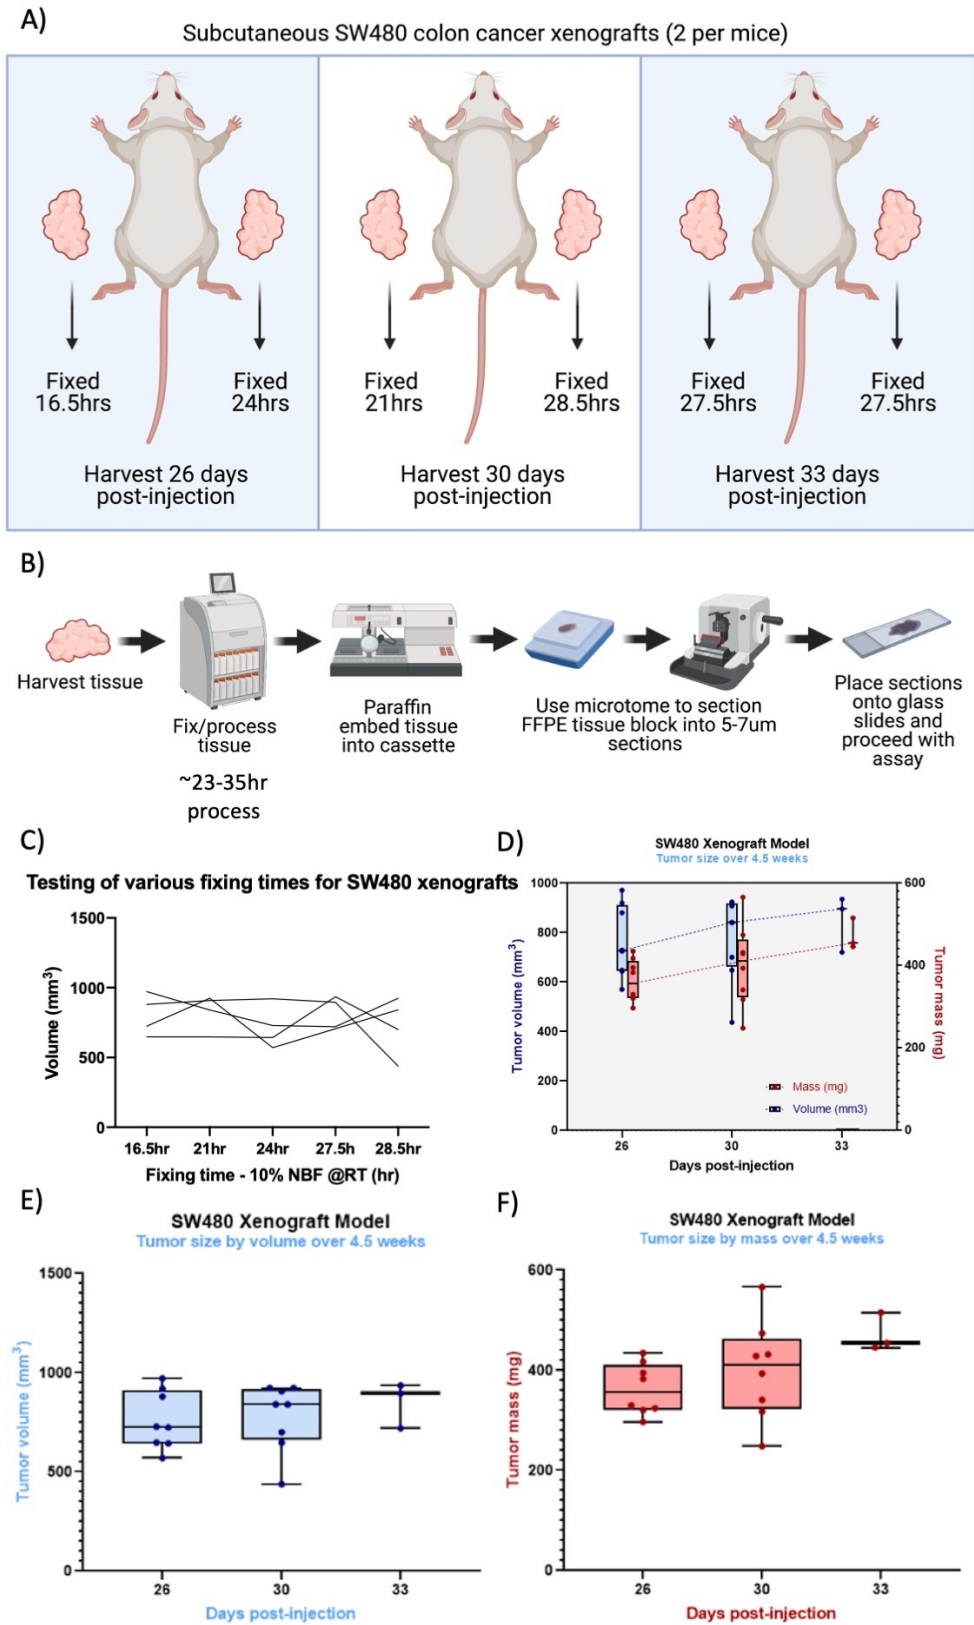 A)
Subcutaneous SW480 colon cancer xenografts (2 per mice)
Fixed
16.5hrs
Fixed
24hrs
Harvest 26 days
post-injection
Fixed
21hrs
Fixed
28.5hrs
Harvest 30 days
post-injection
Fixed
27.5hrs
Fixed
27.5hrs
Harvest 33 days
post-injection
B)
Harvest tissue
Fix/process
tissue
~23-35hr
process
Paraffin
embed tissue
into cassette
Use microtome to section
FFPE tissue block into 5-7um
sections
Place sections
onto glass
slides and
proceed with
assay
C)
Testing of various fixing times for SW480 xenografts
Volume (mm³)
1500
1000
500
0
16.5hr 21hr 24hr 27.5h 28.5hr
Fixing time - 10% NBF @RT (hr)
D)
SW480 Xenograft Model
Tumor size over 4.5 weeks
Tumor volume (mm³)
1000
800
600
400
200
0
600
400
200
0
Tumor mass (mg)
Mass (mg)
Volume (mm3)
26 30 33
Days post-injection
E)
SW480 Xenograft Model
Tumor size by volume over 4.5 weeks
Tumor volume (mm³)
1500
1000
500
0
26 30 33
Days post-injection
F)
SW480 Xenograft Model
Tumor size by mass over 4.5 weeks
Tumor mass (mg)
600
400
200
0
26 30 33
Days post-injection